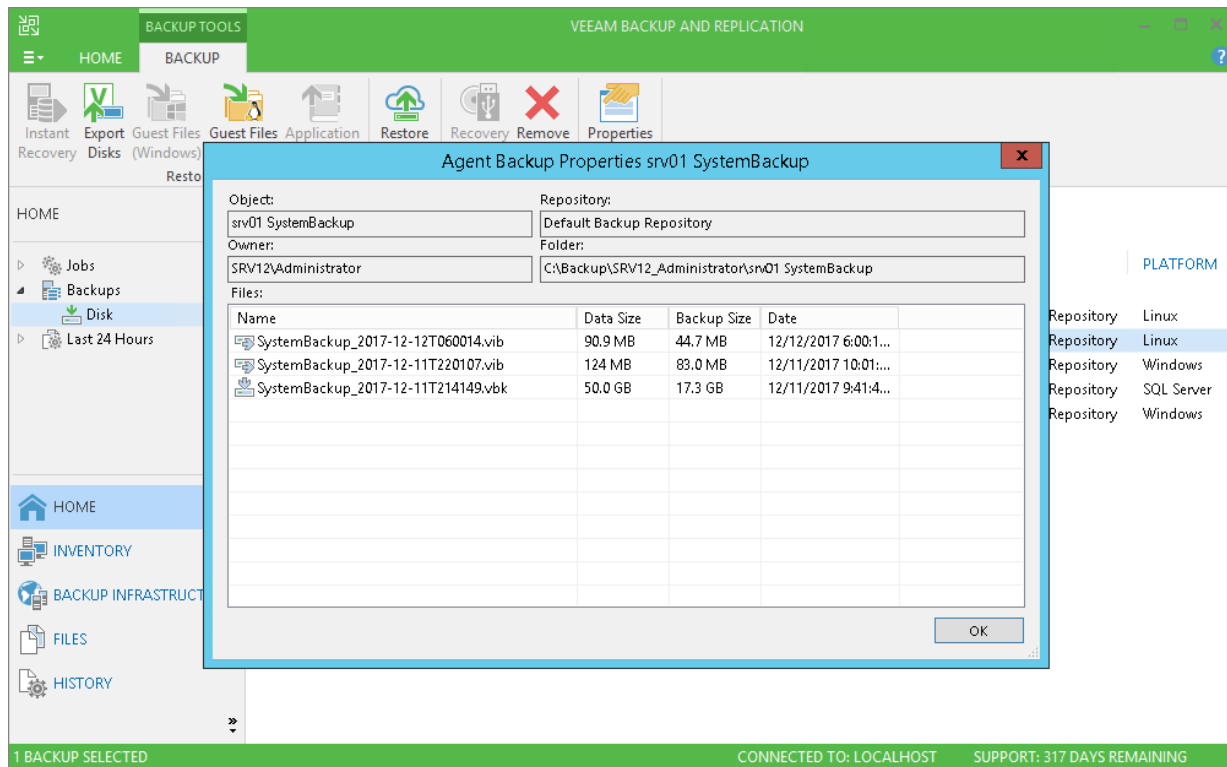 BACKUP TOOLS
VEEAM BACKUP AND REPLICATION
HOME
BACKUP
Instant Recovery
Export Disks
Guest Files (Windows)
Guest Files
Application
Restore
Recovery
Remove
Properties
Resto
Agent Backup Properties srv01 SystemBackup
Object:
srv01 SystemBackup
Repository:
Default Backup Repository
Owner:
SRV12\Administrator
Folder:
C:\Backup\SRV12_Administrator\srv01 SystemBackup
Files:
Name Data Size Backup Size Date
SystemBackup_2017-12-12T060014.vib 90.9 MB 44.7 MB 12/12/2017 6:00:1...
SystemBackup_2017-12-11T220107.vib 124 MB 83.0 MB 12/11/2017 10:01:...
SystemBackup_2017-12-11T214149.vbk 50.0 GB 17.3 GB 12/11/2017 9:41:4...
OK
HOME
Jobs
Backups
Disk
Last 24 Hours
PLATFORM
Repository Linux
Repository Linux
Repository Windows
Repository SQL Server
Repository Windows
HOME
INVENTORY
BACKUP INFRASTRUCT
FILES
HISTORY
1 BACKUP SELECTED
CONNECTED TO: LOCALHOST
SUPPORT: 317 DAYS REMAINING